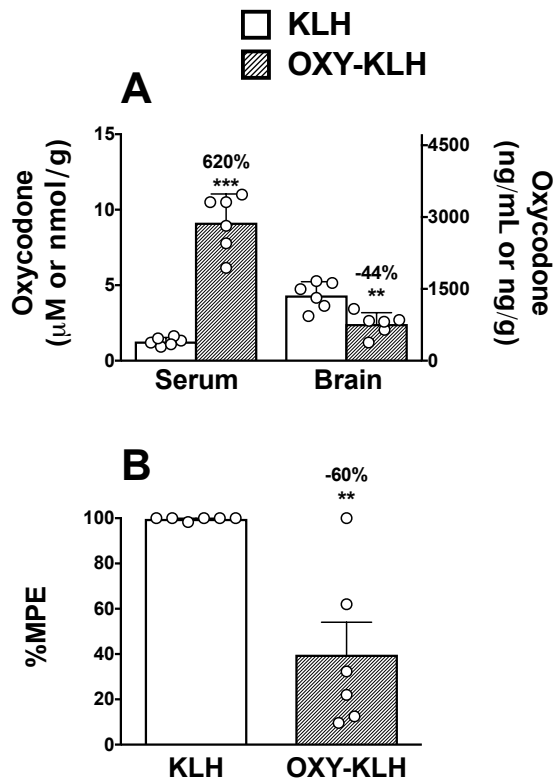 KLH
OXY-KLH
A
Oxycodone
(μM or nmol/g)
15
10
5
0
620%
***
-44%
**
4500
3000
1500
0
Oxycodone
(ng/mL or ng/g)
Serum
Brain
B
%MPE
100
80
60
40
20
0
-60%
**
KLH
OXY-KLH